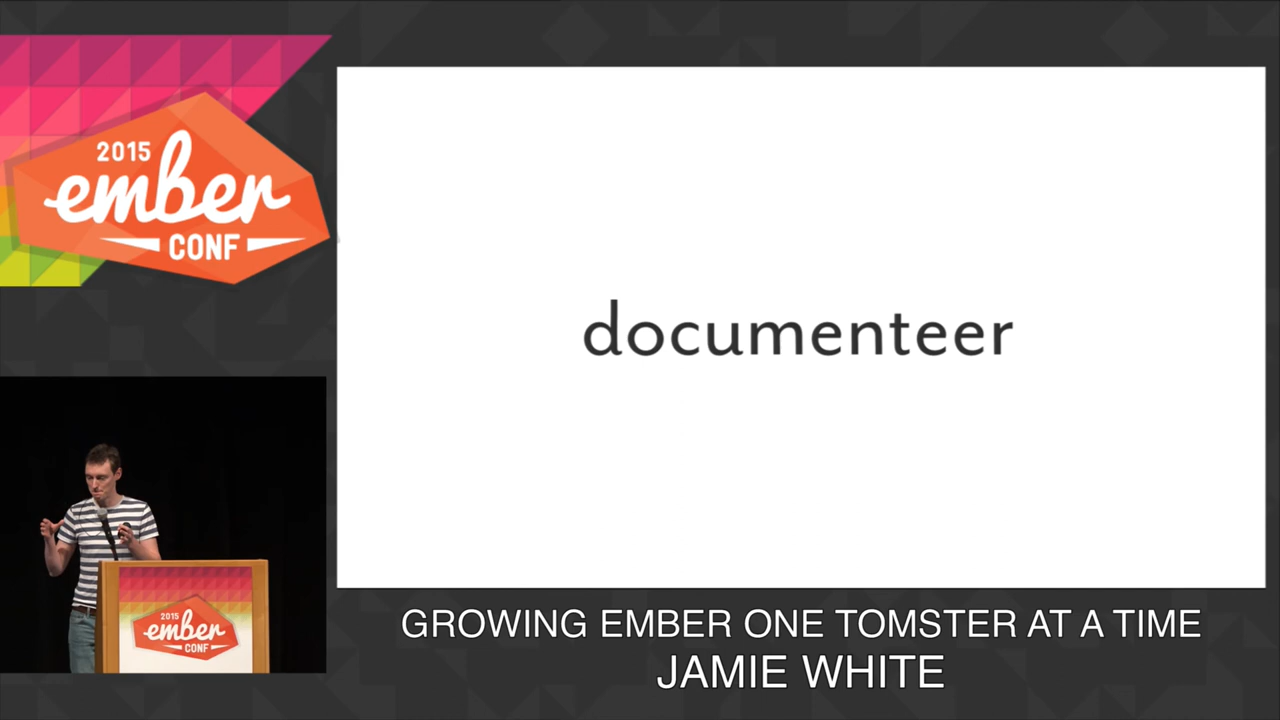 2015
ember
CONF
documenteer
2015
ember
CONF
GROWING EMBER ONE TOMSTER AT A TIME
JAMIE WHITE